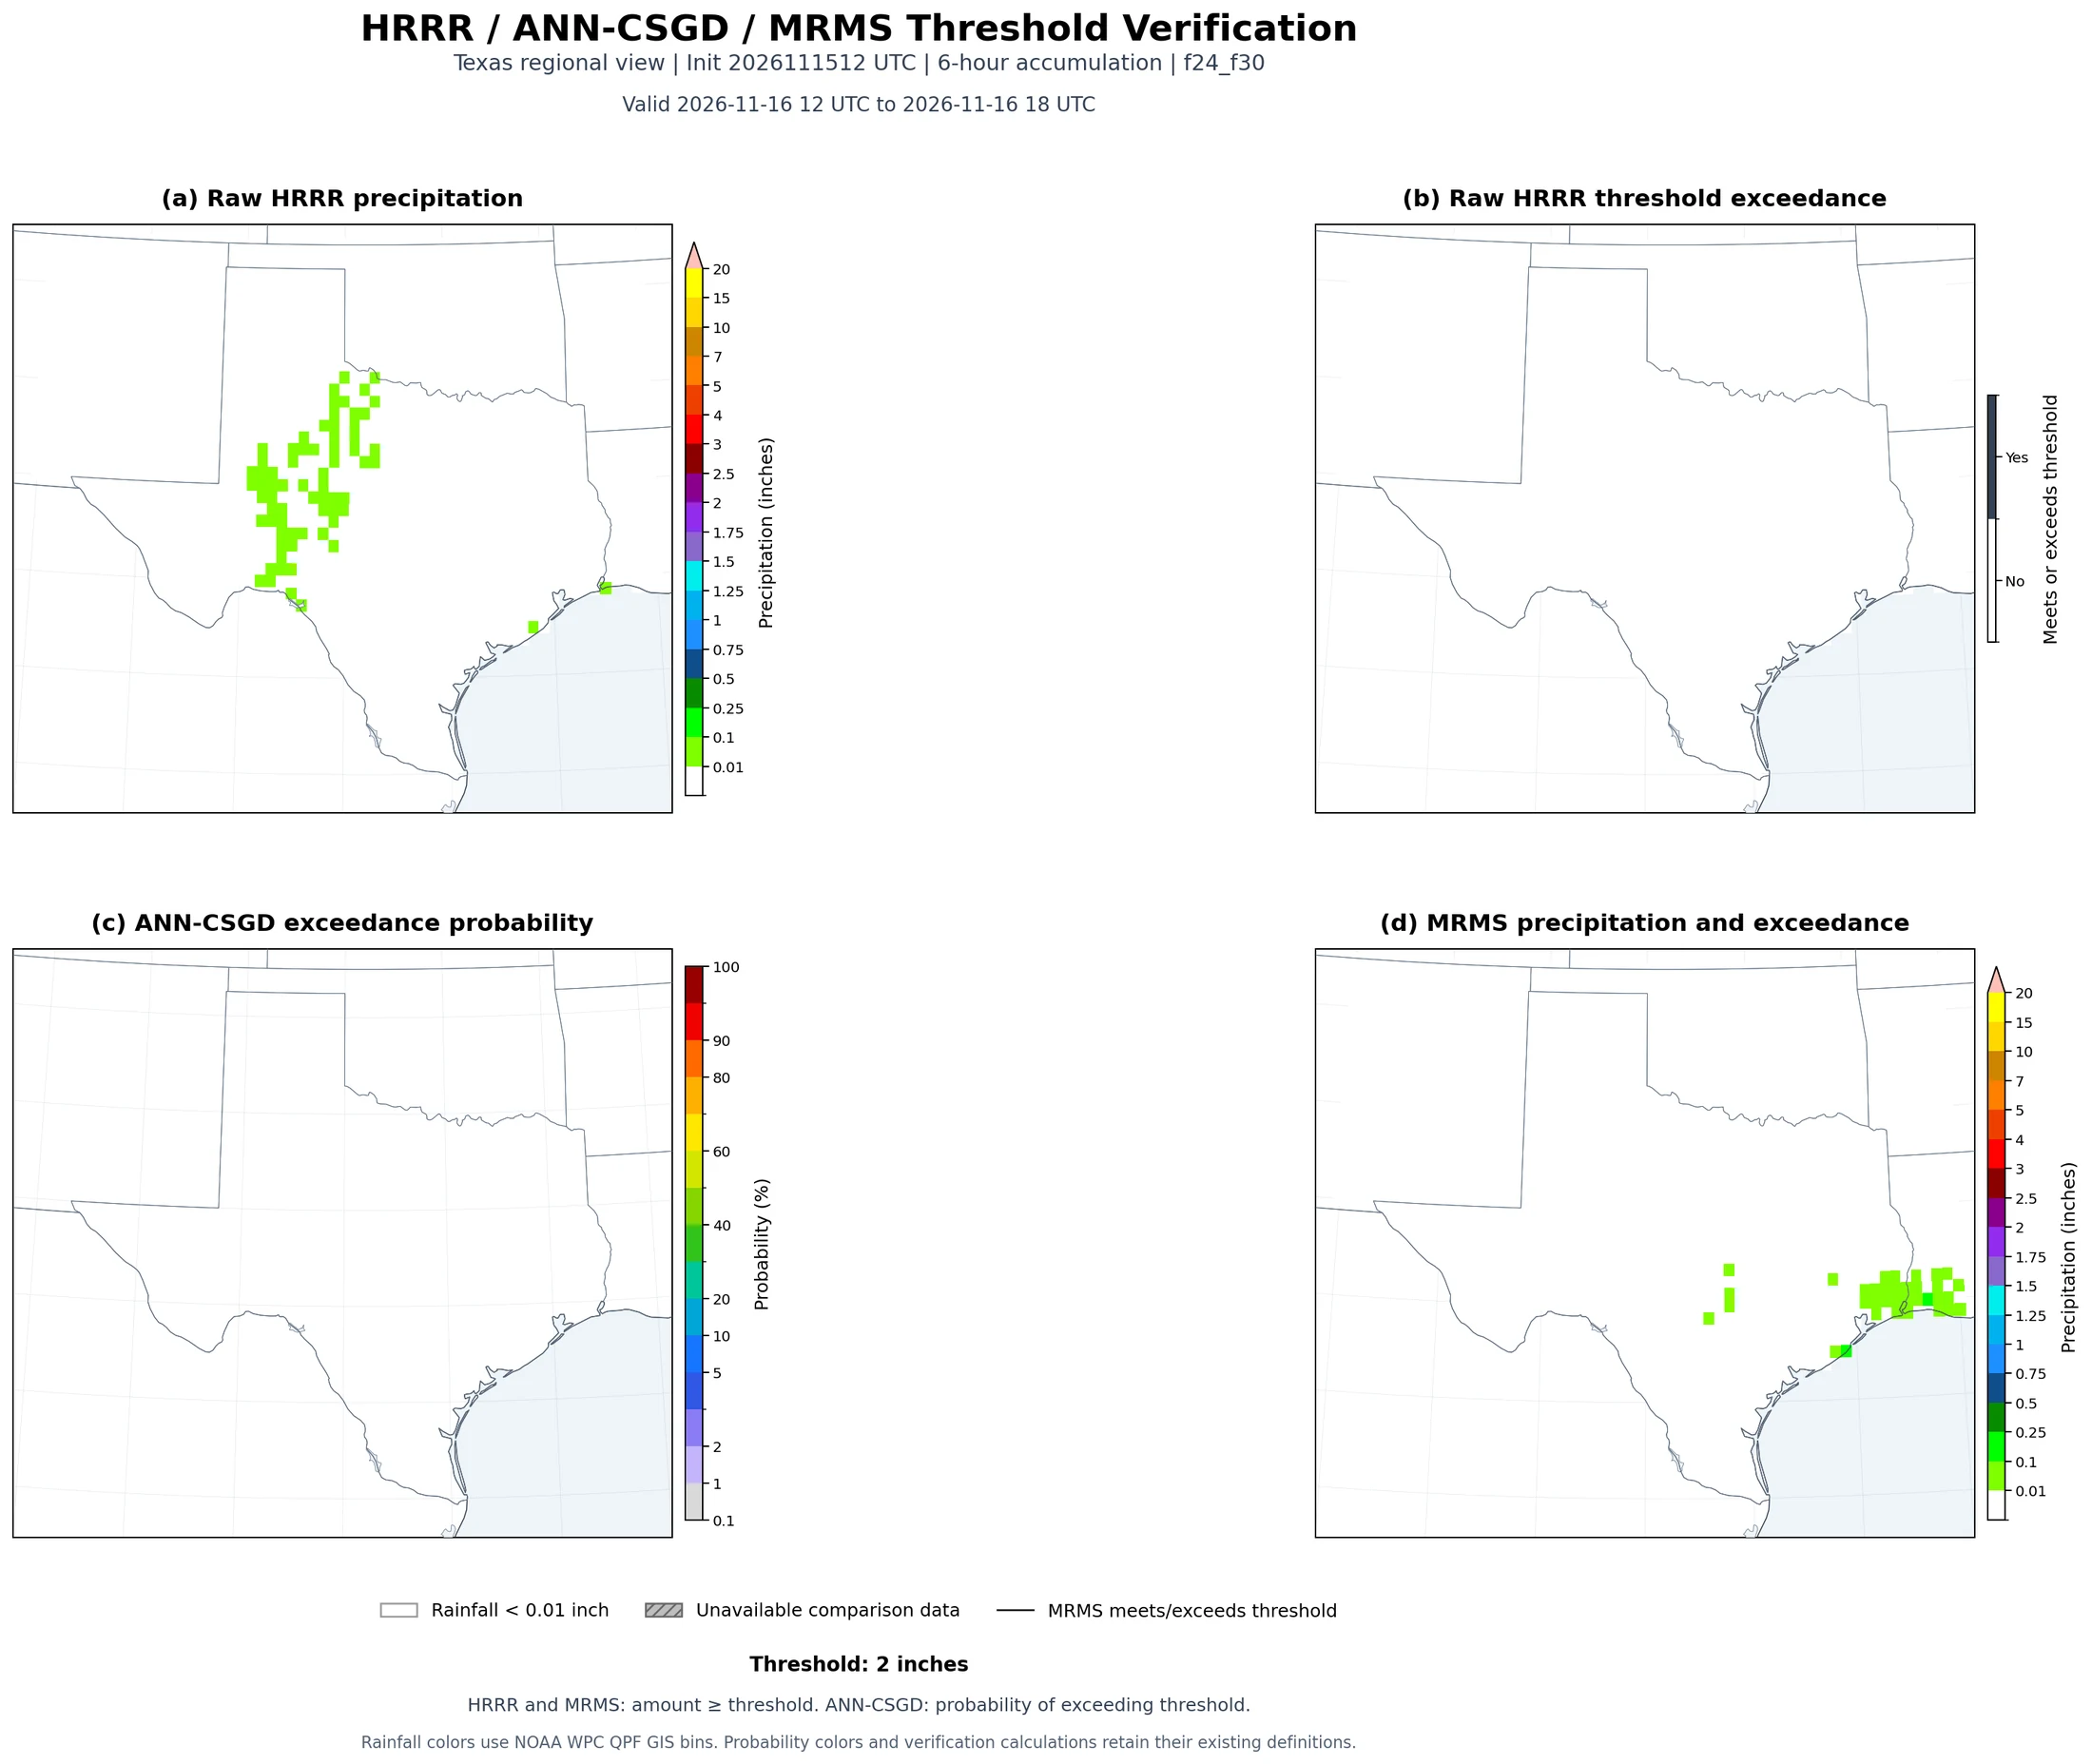 HRRR / ANN-CSGD / MRMS Threshold Verification
Texas regional view | Init 2026111512 UTC | 6-hour accumulation | f24_f30
Valid 2026-11-16 12 UTC to 2026-11-16 18 UTC
(a) Raw HRRR precipitation
20
15
10
7
5
4
3
2.5
2
1.75
1.5
1.25
1
0.75
0.5
0.25
0.1
0.01
Precipitation (inches)
(b) Raw HRRR threshold exceedance
Yes
No
Meets or exceeds threshold
(c) ANN-CSGD exceedance probability
100
90
80
60
40
20
10
5
2
1
0.1
Probability (%)
(d) MRMS precipitation and exceedance
20
15
10
7
5
4
3
2.5
2
1.75
1.5
1.25
1
0.75
0.5
0.25
0.1
0.01
Precipitation (inches)
Rainfall < 0.01 inch
Unavailable comparison data
MRMS meets/exceeds threshold
Threshold: 2 inches
HRRR and MRMS: amount ≥ threshold. ANN-CSGD: probability of exceeding threshold.
Rainfall colors use NOAA WPC QPF GIS bins. Probability colors and verification calculations retain their existing definitions.